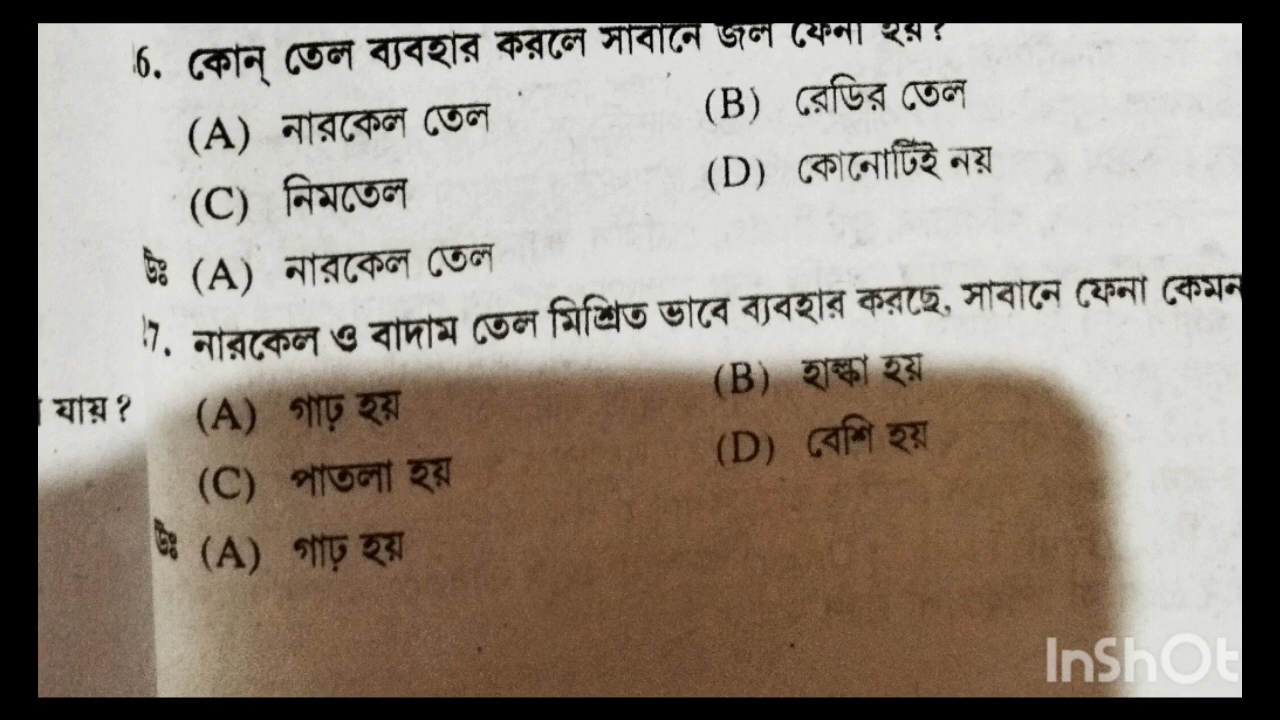 16. কোন্ তেল ব্যবহার করলে সাবানে জল ফেনা হয়?
(A) নারকেল তেল (B) রেডির তেল
(C) নিমতেল (D) কোনোটিই নয়
উঃ (A) নারকেল তেল
17. নারকেল ও বাদাম তেল মিশ্রিত ভাবে ব্যবহার করছে, সাবানে ফেনা কেমন
যায়?
(A) গাঢ় হয় (B) হাল্কা হয়
(C) পাতলা হয় (D) বেশি হয়
উঃ (A) গাঢ় হয়
InShOt